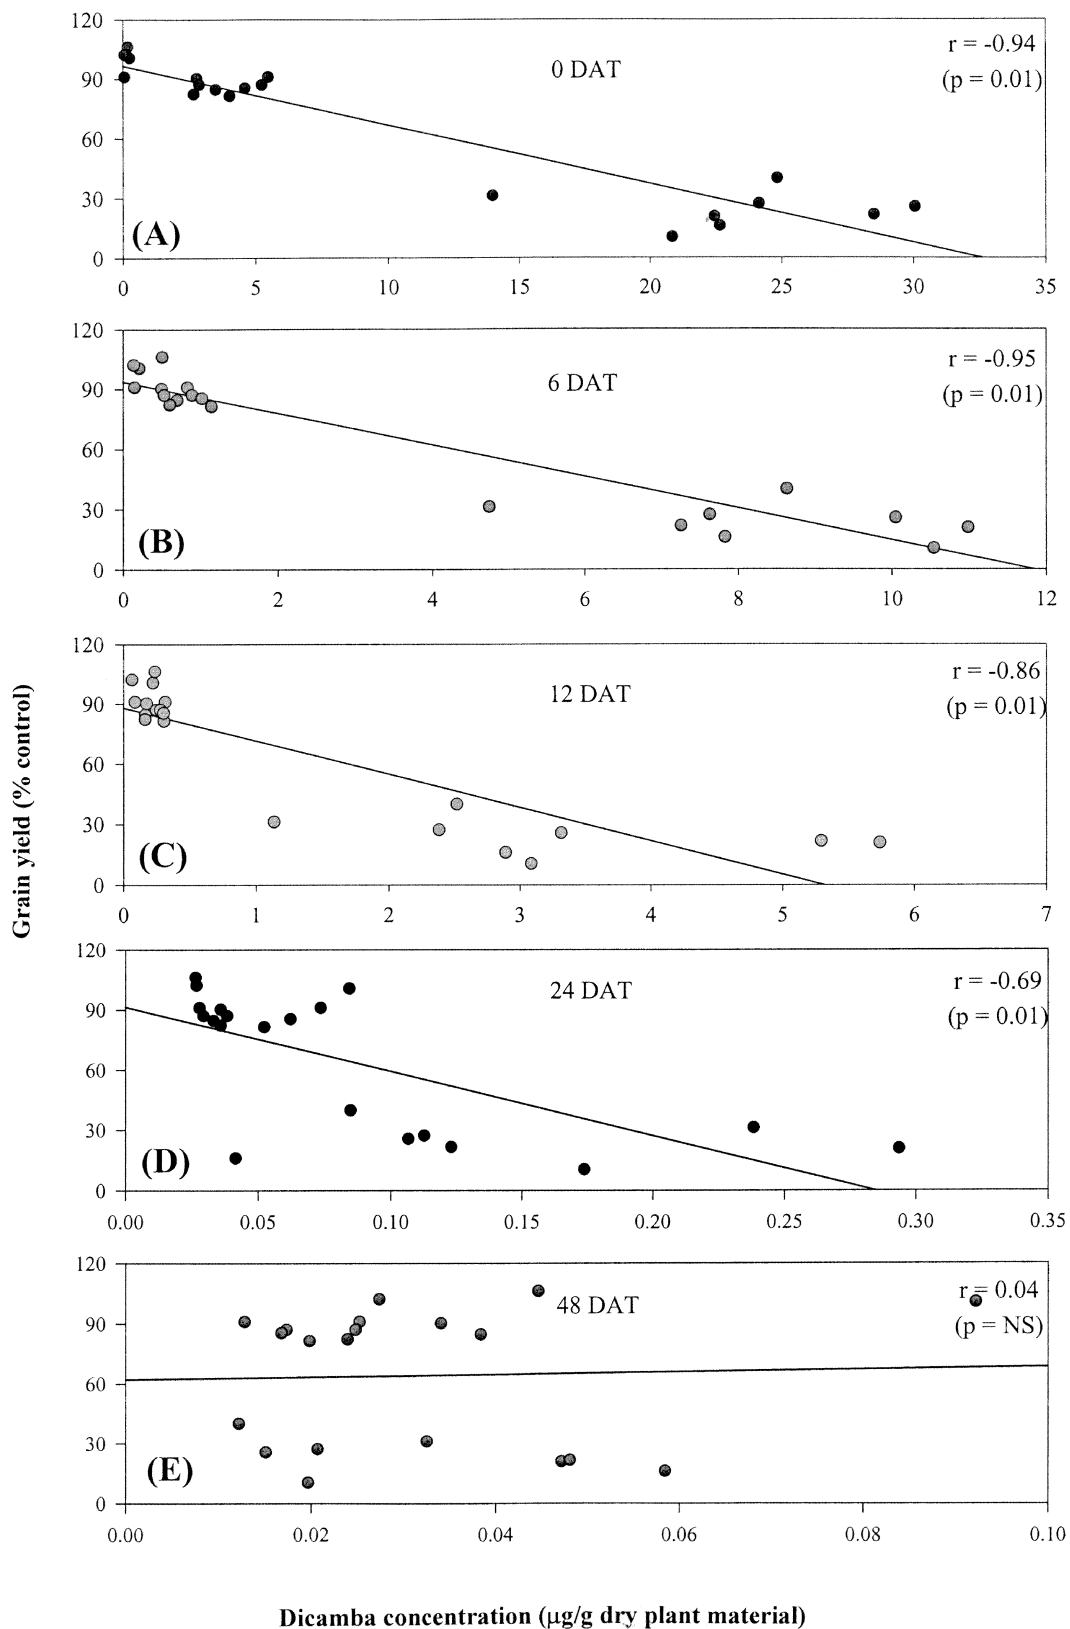 Grain yield (% control)
120
90
60
30
0
0 DAT
r = -0.94
(p = 0.01)
(A)
0 5 10 15 20 25 30 35
120
90
60
30
0
6 DAT
r = -0.95
(p = 0.01)
(B)
0 2 4 6 8 10 12
120
90
60
30
0
12 DAT
r = -0.86
(p = 0.01)
(C)
0 1 2 3 4 5 6 7
120
90
60
30
0
24 DAT
r = -0.69
(p = 0.01)
(D)
0.00 0.05 0.10 0.15 0.20 0.25 0.30 0.35
120
90
60
30
0
48 DAT
r = 0.04
(p = NS)
(E)
0.00 0.02 0.04 0.06 0.08 0.10
Dicamba concentration (μg/g dry plant material)